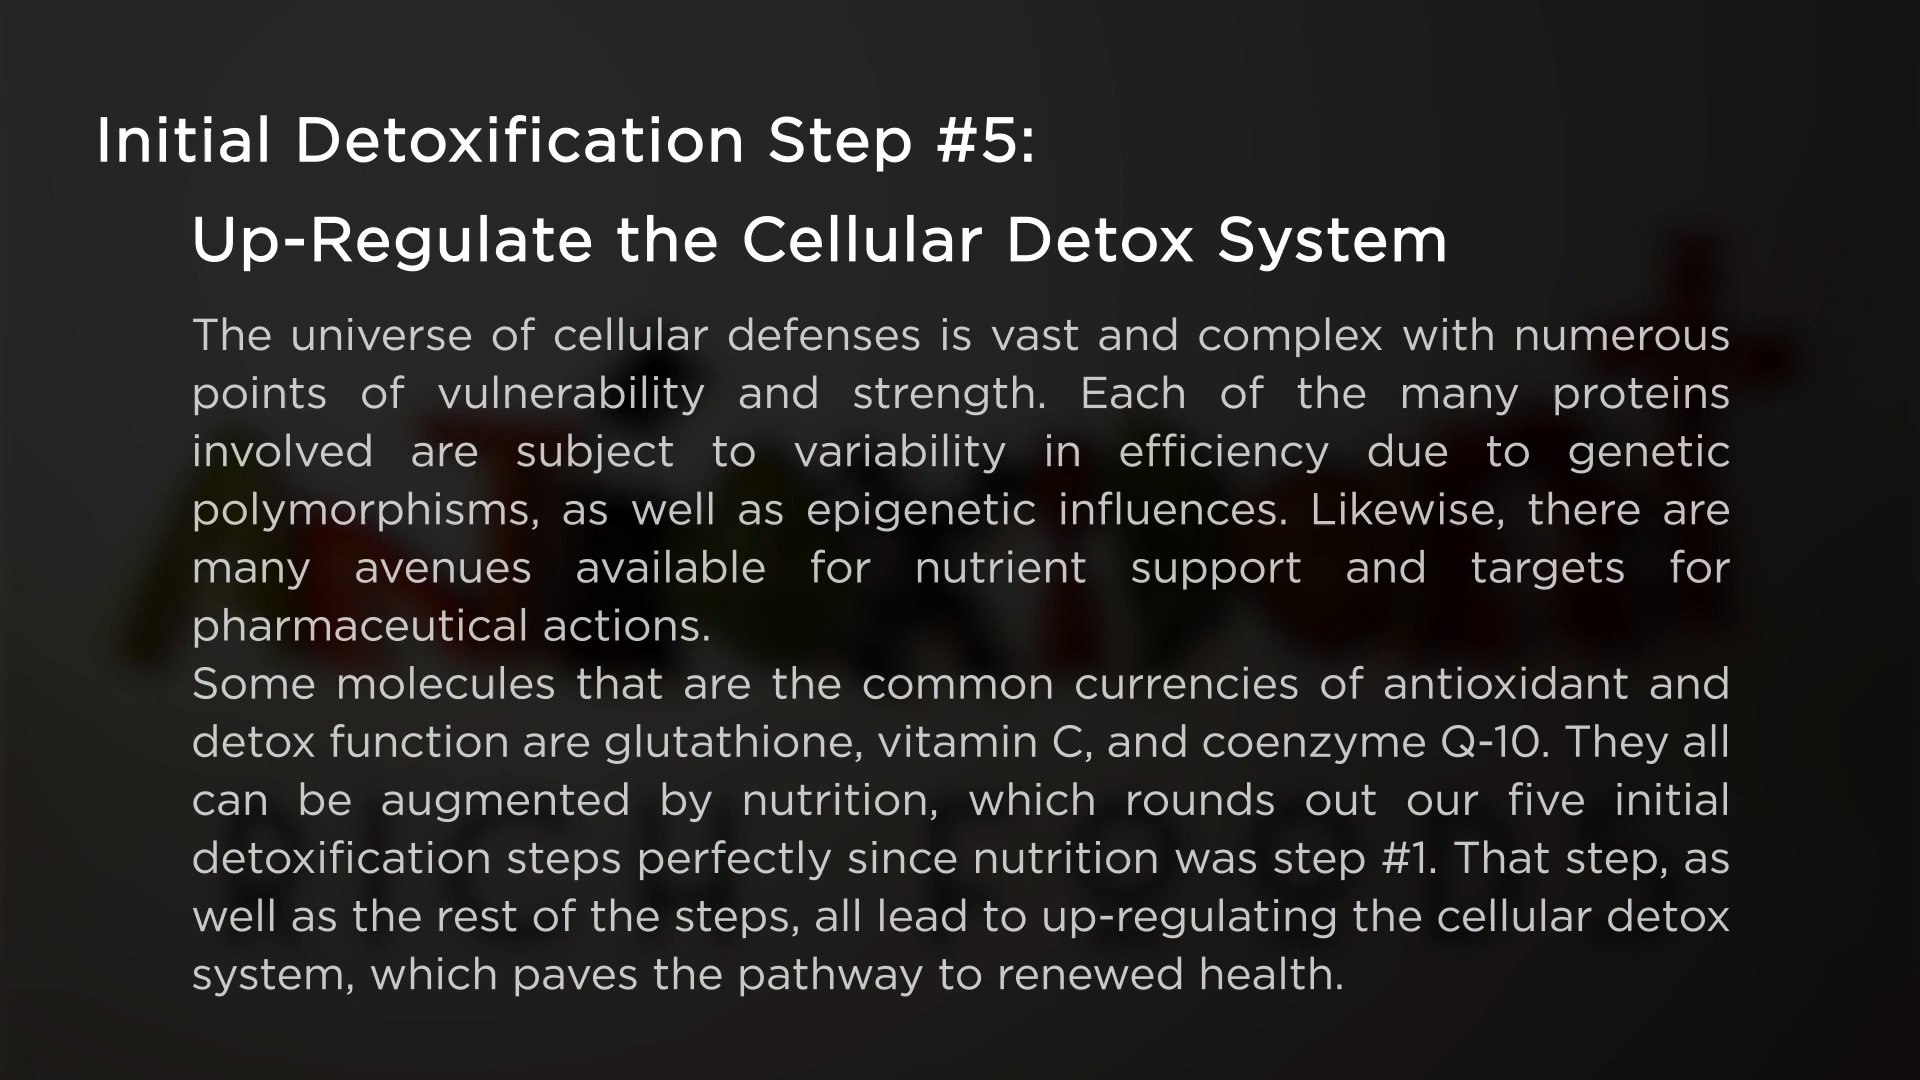 Initial Detoxification Step #5:
Up-Regulate the Cellular Detox System
The universe of cellular defenses is vast and complex with numerous
points of vulnerability and strength. Each of the many proteins
involved are subject to variability in efficiency due to genetic
polymorphisms, as well as epigenetic influences. Likewise, there are
many avenues available for nutrient support and targets for
pharmaceutical actions.
Some molecules that are the common currencies of antioxidant and
detox function are glutathione, vitamin C, and coenzyme Q-10. They all
can be augmented by nutrition, which rounds out our five initial
detoxification steps perfectly since nutrition was step #1. That step, as
well as the rest of the steps, all lead to up-regulating the cellular detox
system, which paves the pathway to renewed health.